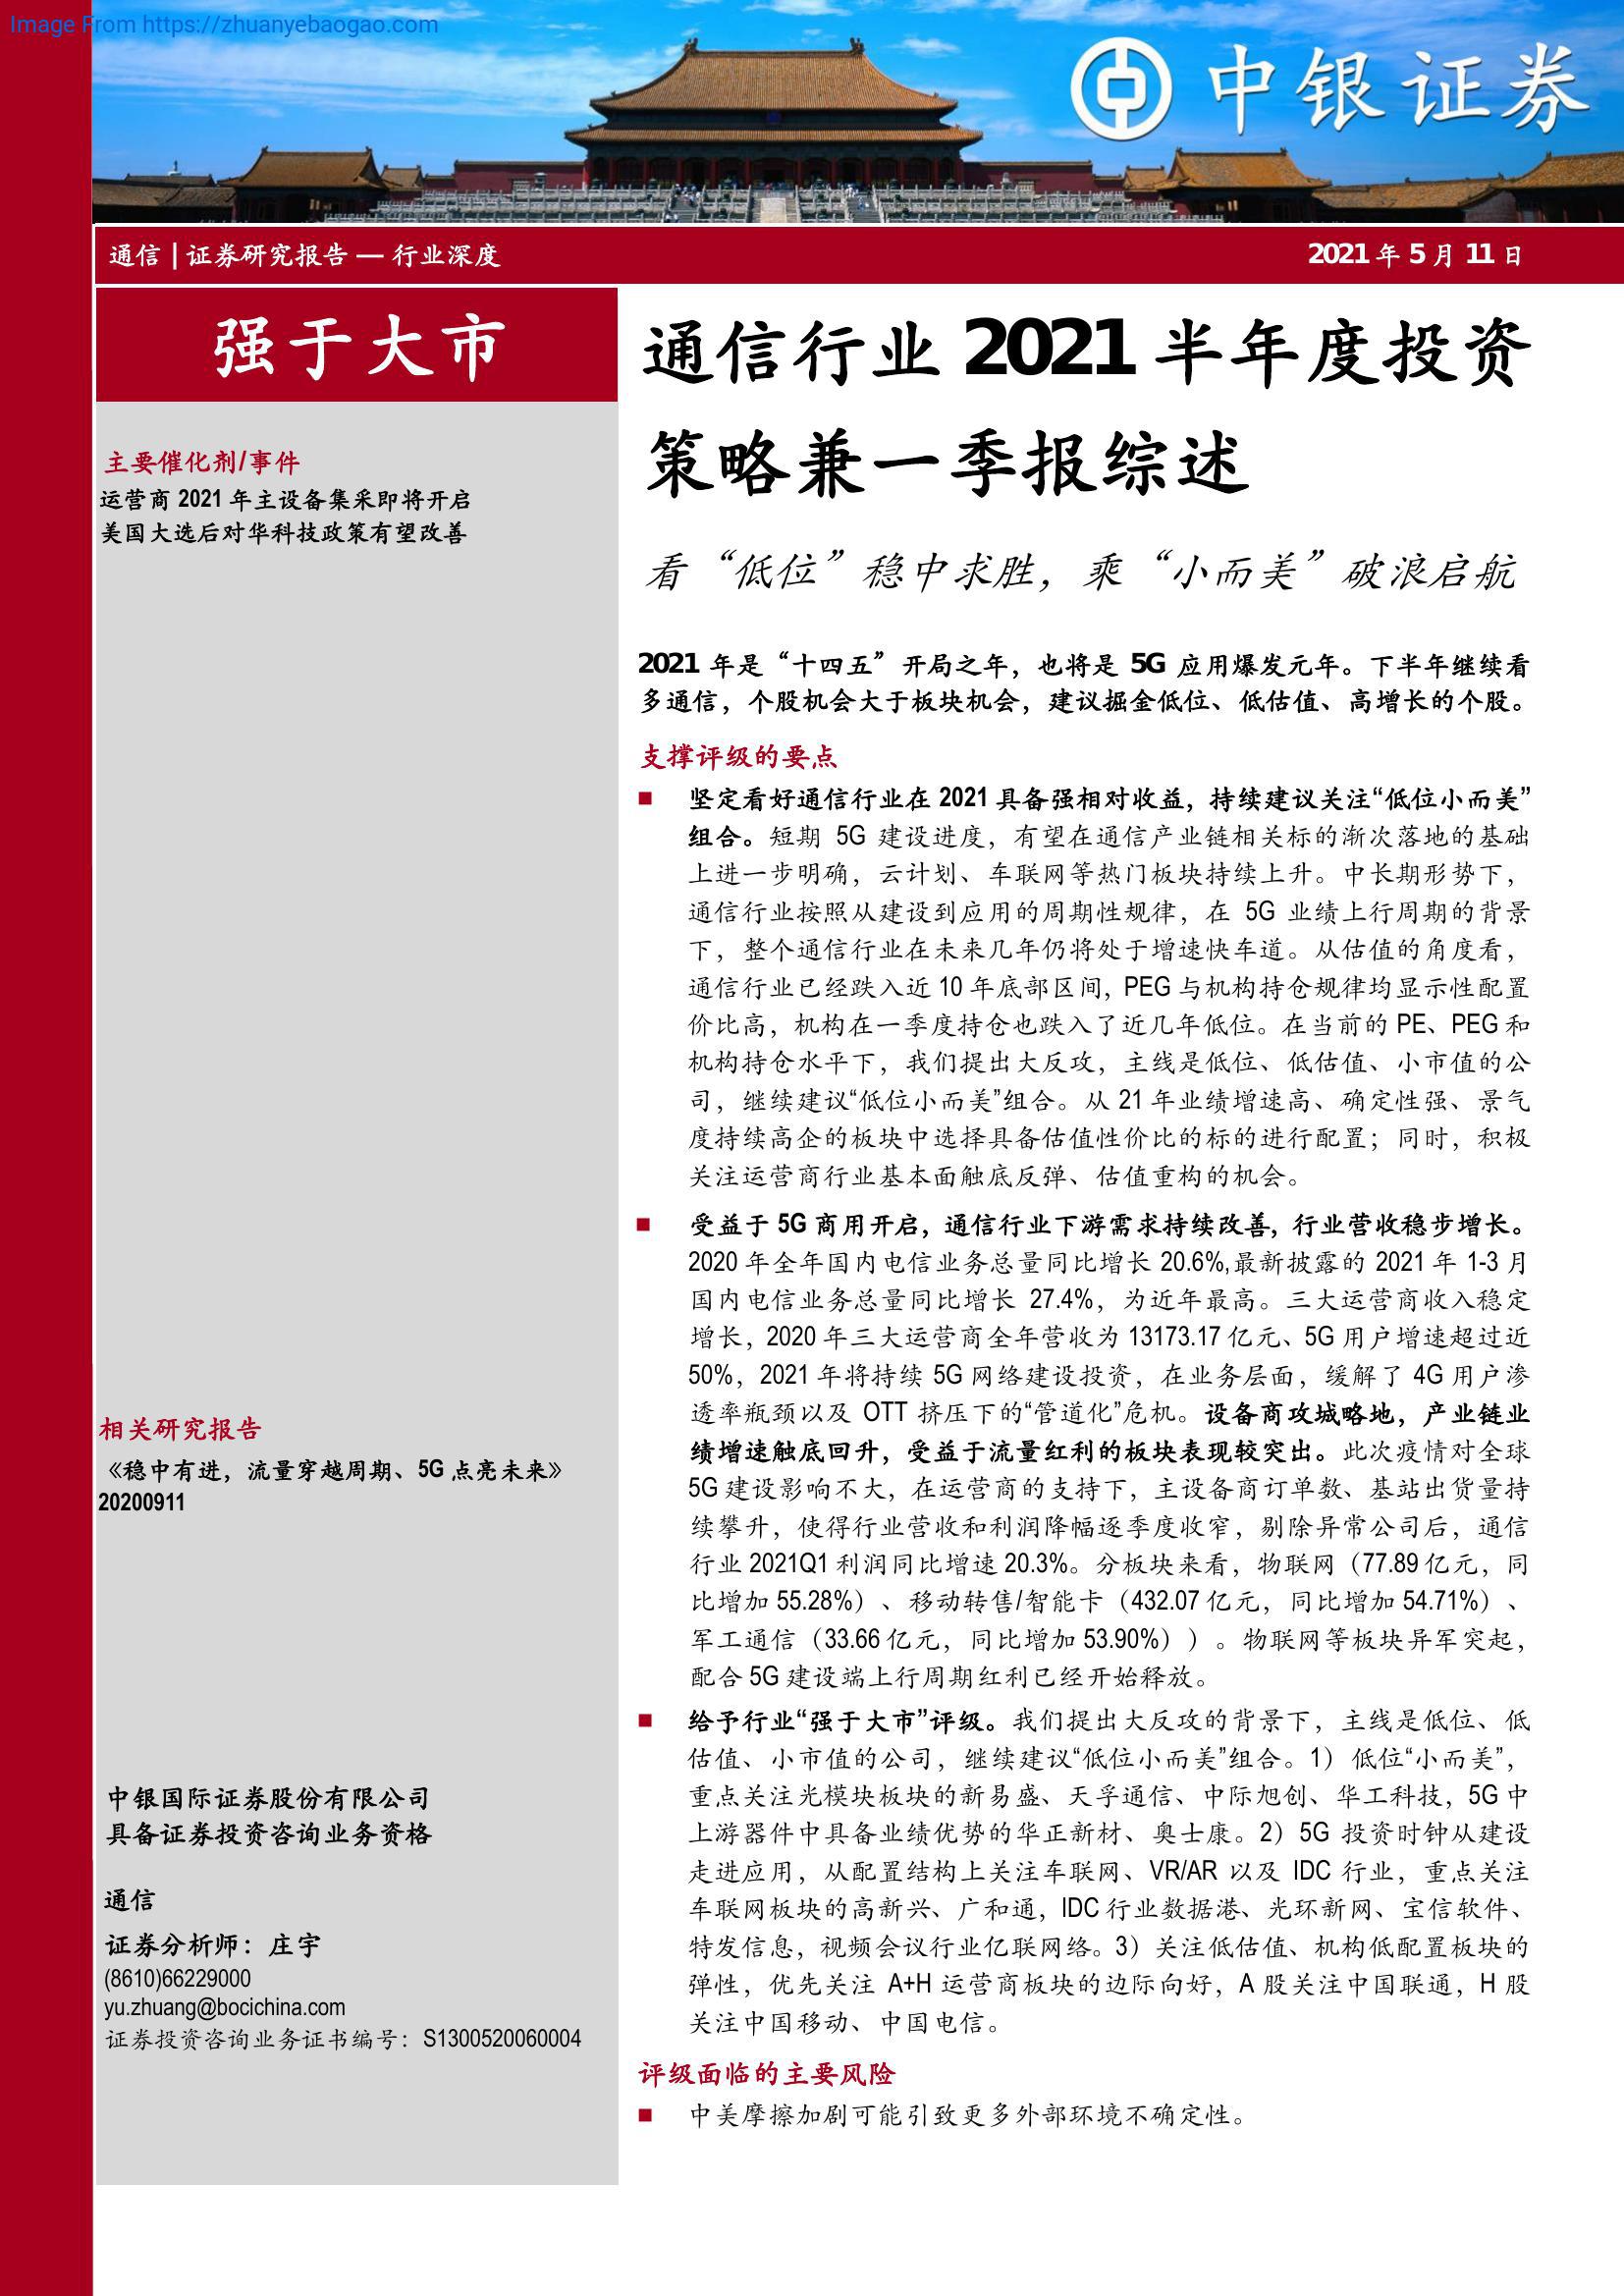 Image From https://zhuanyebaogao.com
中银证券
通信 | 证券研究报告 — 行业深度
2021 年 5 月 11 日
强于大市
主要催化剂/事件
运营商 2021 年主设备集采即将开启
美国大选后对华科技政策有望改善
相关研究报告
《稳中有进，流量穿越周期、5G 点亮未来》
20200911
中银国际证券股份有限公司
具备证券投资咨询业务资格
通信
证券分析师：庄宇
(8610)66229000
yu.zhuang@bocichina.com
证券投资咨询业务证书编号：S1300520060004
通信行业 2021 半年度投资
策略兼一季报综述
看“低位”稳中求胜，乘“小而美”破浪启航
2021 年是“十四五”开局之年，也将是 5G 应用爆发元年。下半年继续看
多通信，个股机会大于板块机会，建议掘金低位、低估值、高增长的个股。
支撑评级的要点
■ 坚定看好通信行业在 2021 具备强相对收益，持续建议关注“低位小而美”
组合。短期 5G 建设进度，有望在通信产业链相关标的渐次落地的基础
上进一步明确，云计划、车联网等热门板块持续上升。中长期形势下，
通信行业按照从建设到应用的周期性规律，在 5G 业绩上行周期的背景
下，整个通信行业在未来几年仍将处于增速快车道。从估值的角度看，
通信行业已经跌入近 10 年底部区间, PEG 与机构持仓规律均显示性配置
价比高，机构在一季度持仓也跌入了近几年低位。在当前的 PE、PEG 和
机构持仓水平下，我们提出大反攻，主线是低位、低估值、小市值的公
司，继续建议“低位小而美”组合。从 21 年业绩增速高、确定性强、景气
度持续高企的板块中选择具备估值性价比的标的进行配置；同时，积极
关注运营商行业基本面触底反弹、估值重构的机会。
■ 受益于 5G 商用开启，通信行业下游需求持续改善, 行业营收稳步增长。
2020 年全年国内电信业务总量同比增长 20.6%,最新披露的 2021 年 1-3 月
国内电信业务总量同比增长 27.4%，为近年最高。三大运营商收入稳定
增长，2020 年三大运营商全年营收为 13173.17 亿元、5G 用户增速超过近
50%，2021 年将持续 5G 网络建设投资，在业务层面，缓解了 4G 用户渗
透率瓶颈以及 OTT 挤压下的“管道化”危机。设备商攻城略地，产业链业
绩增速触底回升，受益于流量红利的板块表现较突出。此次疫情对全球
5G 建设影响不大，在运营商的支持下，主设备商订单数、基站出货量持
续攀升，使得行业营收和利润降幅逐季度收窄，剔除异常公司后，通信
行业 2021Q1 利润同比增速 20.3%。分板块来看，物联网（77.89 亿元，同
比增加 55.28%）、移动转售/智能卡（432.07 亿元，同比增加 54.71%）、
军工通信（33.66 亿元，同比增加 53.90%））。物联网等板块异军突起，
配合 5G 建设端上行周期红利已经开始释放。
■ 给予行业“强于大市”评级。我们提出大反攻的背景下，主线是低位、低
估值、小市值的公司，继续建议“低位小而美”组合。1）低位“小而美”，
重点关注光模块板块的新易盛、天孚通信、中际旭创、华工科技，5G 中
上游器件中具备业绩优势的华正新材、奥士康。2）5G 投资时钟从建设
走进应用，从配置结构上关注车联网、VR/AR 以及 IDC 行业，重点关注
车联网板块的高新兴、广和通，IDC 行业数据港、光环新网、宝信软件、
特发信息，视频会议行业亿联网络。3）关注低估值、机构低配置板块的
弹性，优先关注 A+H 运营商板块的边际向好，A 股关注中国联通，H 股
关注中国移动、中国电信。
评级面临的主要风险
■ 中美摩擦加剧可能引致更多外部环境不确定性。